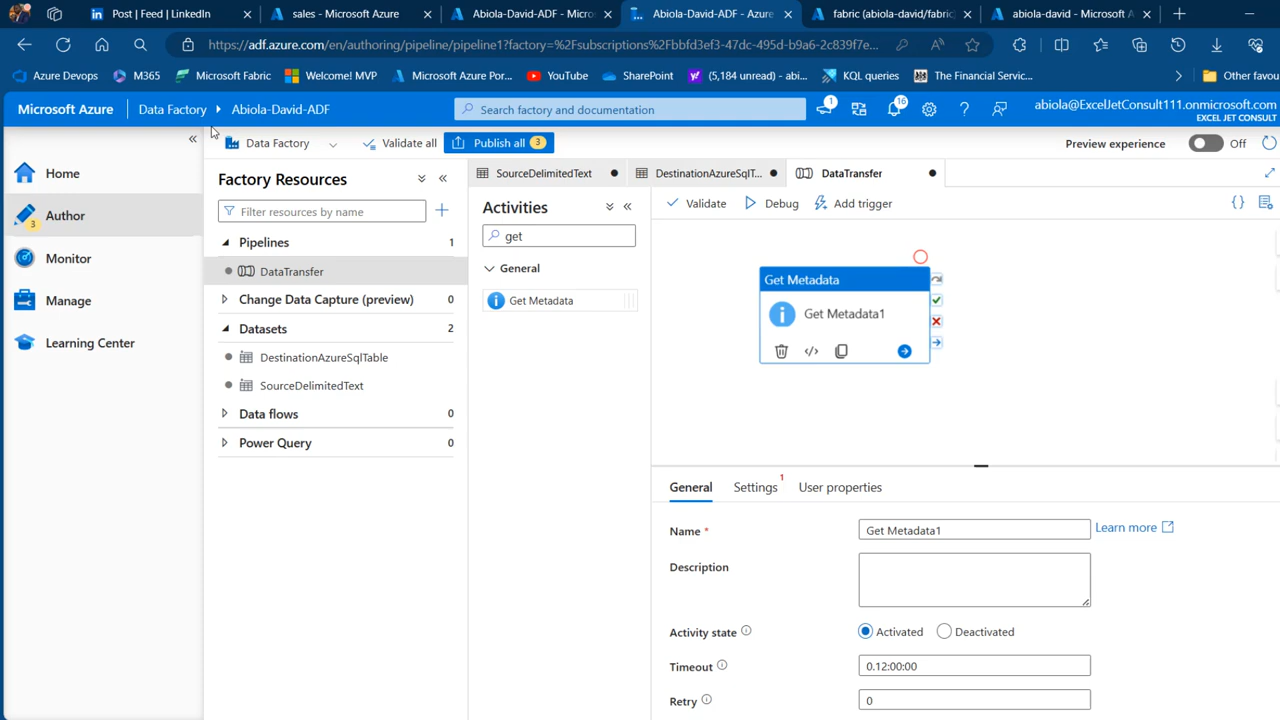 Post | Feed | LinkedIn
sales - Microsoft Azure
Abiola-David-ADF - Micros
Abiola-David-ADF - Azure
fabric (abiola-david/fabric
abiola-david - Microsoft A
https://adf.azure.com/en/authoring/pipeline/pipeline1?factory=%2Fsubscriptions%2Fbbfd3ef3-47dc-495d-b9a6-2c839f7e...
Azure Devops
M365
Microsoft Fabric
Welcome! MVP
Microsoft Azure Por...
YouTube
SharePoint
(5,184 unread) - abi...
KQL queries
The Financial Servic...
Other favou
Microsoft Azure
Data Factory
Abiola-David-ADF
Search factory and documentation
1
16
abiola@ExcelJetConsult111.onmicrosoft.com
EXCEL JET CONSULT
Data Factory
Validate all
Publish all 3
Preview experience
Off
Home
Author
3
Monitor
Manage
Learning Center
Factory Resources
Filter resources by name
Pipelines 1
DataTransfer
Change Data Capture (preview) 0
Datasets 2
DestinationAzureSqlTable
SourceDelimitedText
Data flows 0
Power Query 0
SourceDelimitedText
DestinationAzureSqlT...
DataTransfer
Activities
get
General
Get Metadata
Validate
Debug
Add trigger
Get Metadata
Get Metadata1
General
Settings 1
User properties
Name *
Get Metadata1
Learn more
Description
Activity state
Activated
Deactivated
Timeout
0.12:00:00
Retry
0